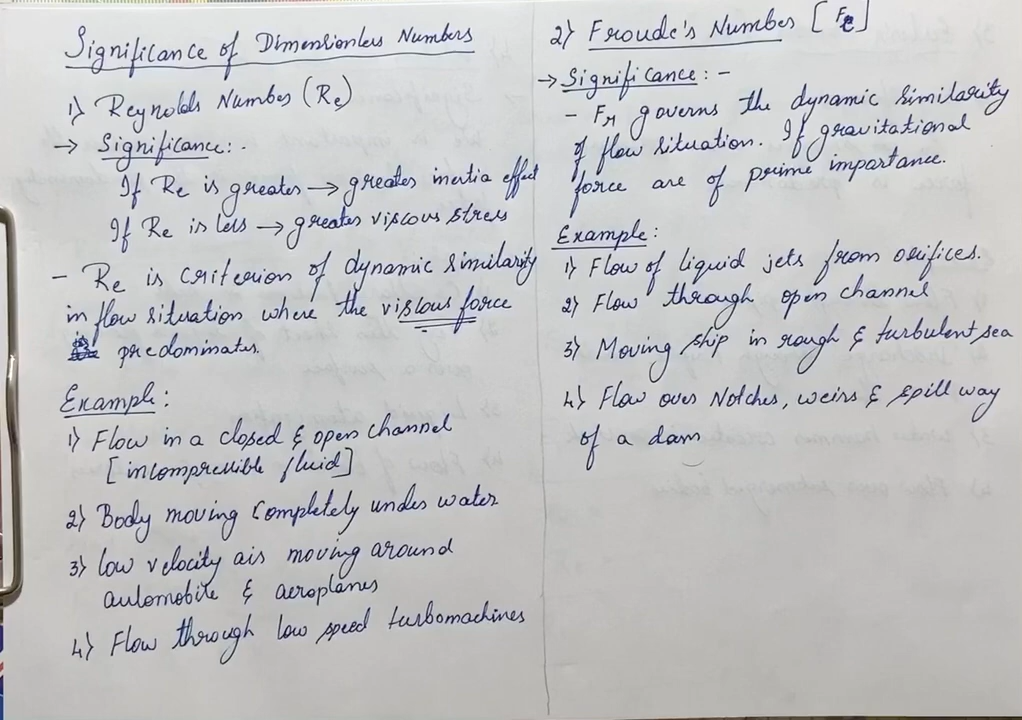 Significance of Dimensionless Numbers
1) Reynolds Number (Re)
→ Significance:-
If Re is greater → greater inertia effect
If Re is less → greater viscous stress
- Re is criterion of dynamic similarity
in flow situation where the viscous force
predominates.
Example:
1) Flow in a closed & open channel
[incompressible fluid]
2) Body moving completely under water
3) low velocity air moving around
automobile & aeroplanes
4) Flow through low speed turbomachines
2) Froude's Number [Fr]
→ Significance:-
- Fr governs the dynamic similarity
of flow situation. If gravitational
force are of prime importance.
Example:
1) Flow of liquid jets from orifices.
2) Flow through open channel
3) Moving ship in rough & turbulent sea
4) Flow over Notches, weirs & spill way
of a dam